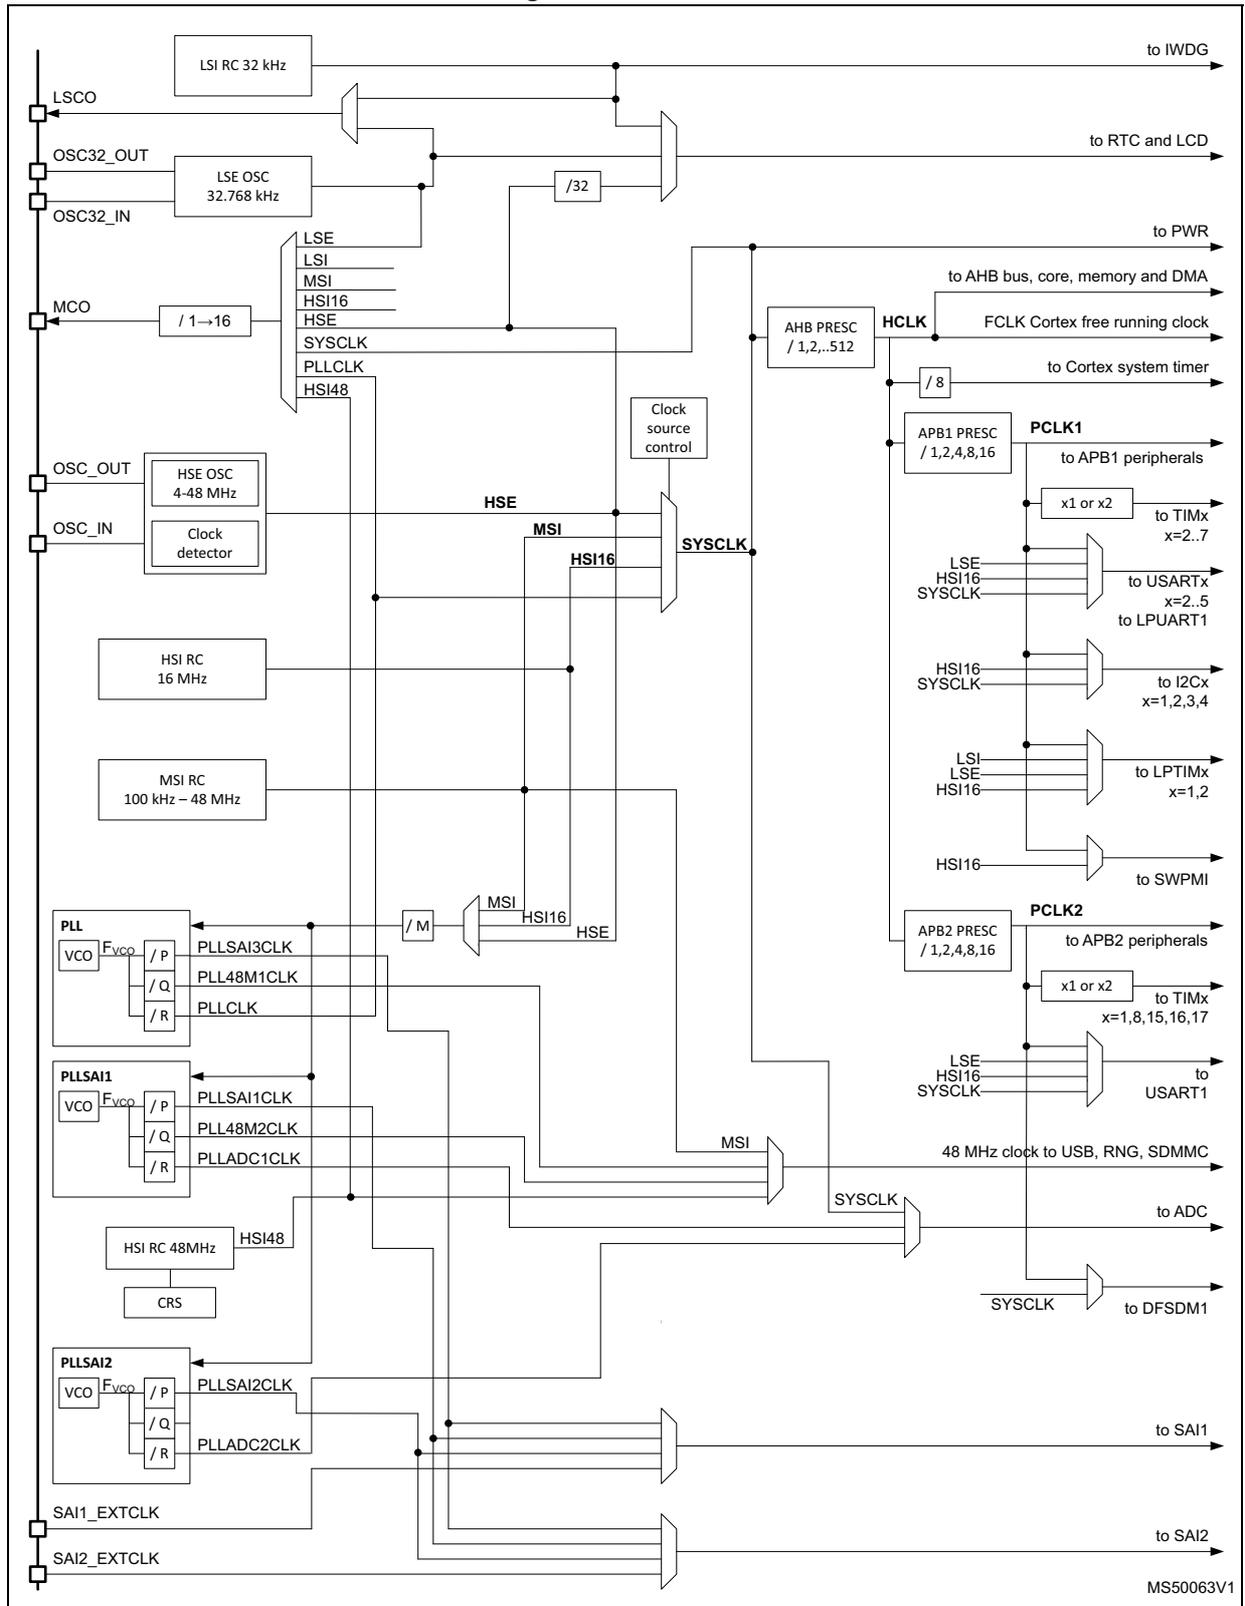 LSI RC 32 kHz
to IWDG
LSCO
to RTC and LCD
OSC32_OUT
LSE OSC
32.768 kHz
/32
OSC32_IN
LSE
to PWR
LSI
MSI
to AHB bus, core, memory and DMA
MCO
/ 1→16
HSI16
HSE
AHB PRESC
/ 1,2,..512
HCLK
FCLK Cortex free running clock
SYSCLK
PLLCLK
to Cortex system timer
/ 8
HSI48
Clock
source
control
APB1 PRESC
/ 1,2,4,8,16
PCLK1
to APB1 peripherals
OSC_OUT
HSE OSC
4-48 MHz
HSE
x1 or x2
to TIMx
x=2..7
OSC_IN
Clock
detector
MSI
HSI16
SYSCLK
LSE
HSI16
SYSCLK
to USARTx
x=2..5
to LPUART1
HSI RC
16 MHz
HSI16
SYSCLK
to I2Cx
x=1,2,3,4
MSI RC
100 kHz – 48 MHz
LSI
LSE
HSI16
to LPTIMx
x=1,2
HSI16
to SWPMI
MSI
HSI16
HSE
/ M
PLL
VCO
FVCO
/ P
PLLSAI3CLK
/ Q
PLL48M1CLK
/ R
PLLCLK
APB2 PRESC
/ 1,2,4,8,16
PCLK2
to APB2 peripherals
x1 or x2
to TIMx
x=1,8,15,16,17
LSE
HSI16
SYSCLK
to
USART1
PLLSAI1
VCO
FVCO
/ P
PLLSAI1CLK
/ Q
PLL48M2CLK
/ R
PLLADC1CLK
MSI
48 MHz clock to USB, RNG, SDMMC
SYSCLK
to ADC
HSI RC 48MHz
HSI48
CRS
SYSCLK
to DFSDM1
PLLSAI2
VCO
FVCO
/ P
PLLSAI2CLK
/ Q
/ R
PLLADC2CLK
to SAI1
SAI1_EXTCLK
to SAI2
SAI2_EXTCLK
MS50063V1